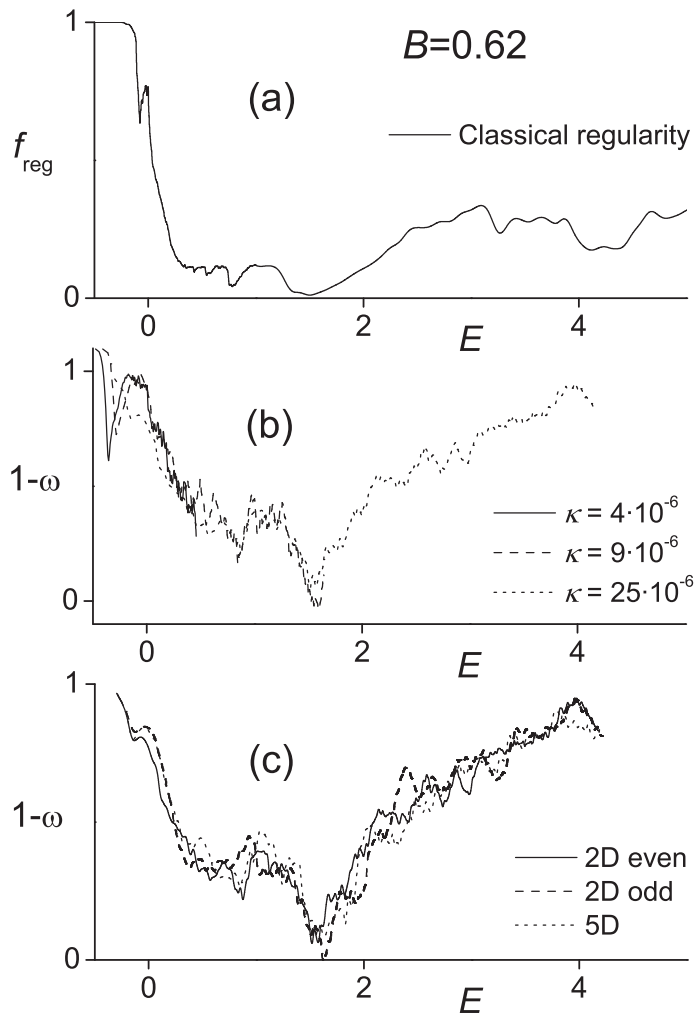 1
B=0.62
(a)
Classical regularity
f_reg
0
0 2 4
E
1
(b)
1-ω
κ = 4·10^-6
κ = 9·10^-6
κ = 25·10^-6
0
0 2 4
E
1
(c)
1-ω
2D even
2D odd
5D
0
0 2 4
E